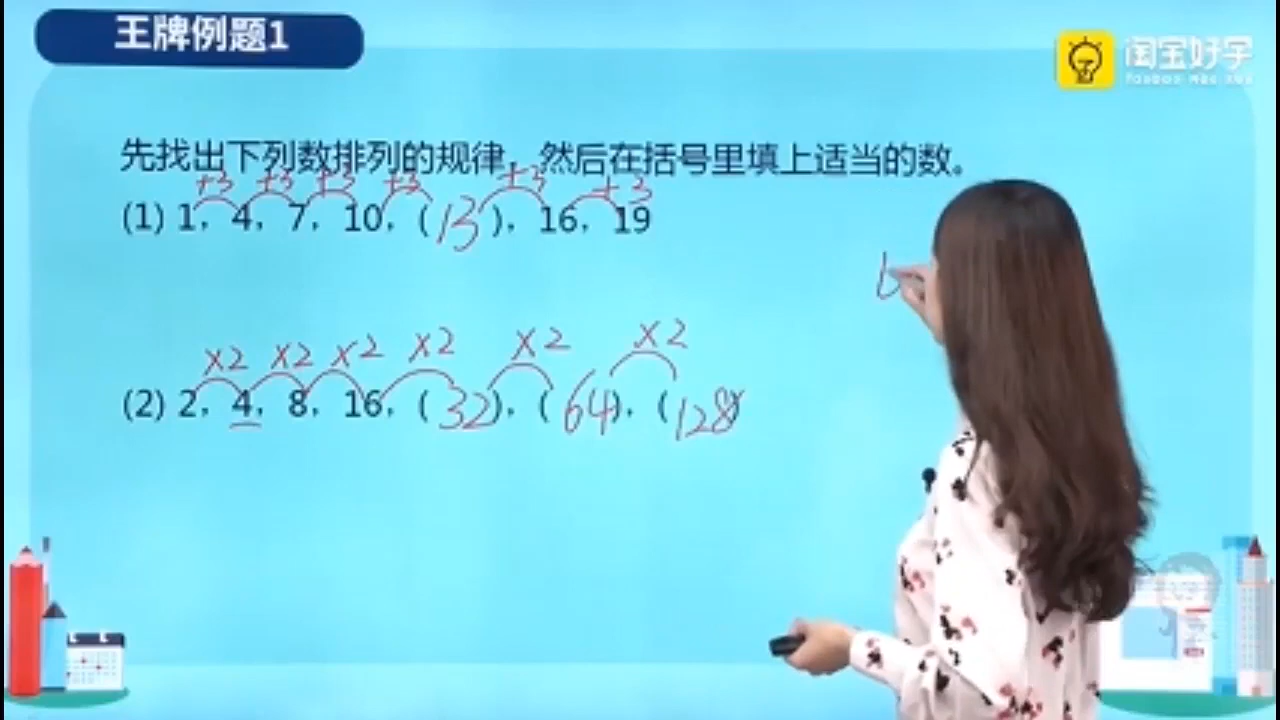 王牌例题1
淘宝好学
先找出下列数排列的规律，然后在括号里填上适当的数。
+3 +3 +3 +3 +3 +3
(1) 1，4，7，10，(13)，16，19
×2 ×2 ×2 ×2 ×2 ×2
(2) 2，4，8，16，(32)，(64)，(128)